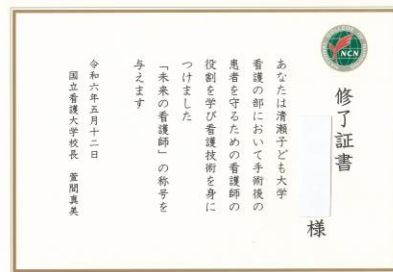 NCN
修了証書
様
あなたは清瀬子ども大学
看護の部において手術後の
患者を守るための看護師の
役割を学び看護技術を身に
つけました
「未来の看護師」の称号を
与えます
令和六年五月十二日
国立看護大学校長 萱間真美